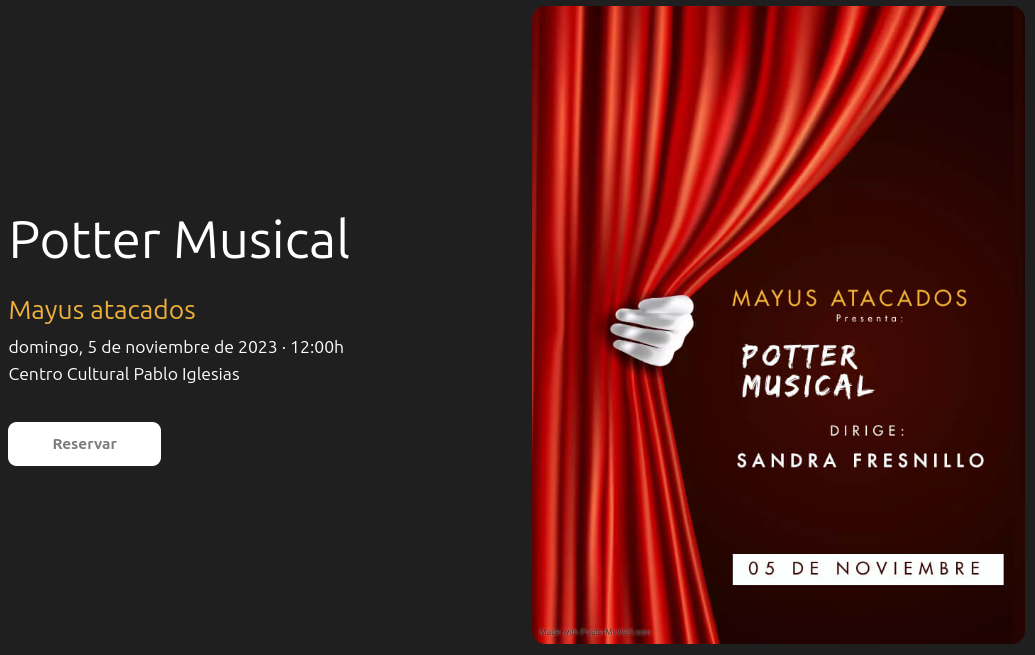 Potter Musical
Mayus atacados
domingo, 5 de noviembre de 2023 · 12:00h
Centro Cultural Pablo Iglesias
Reservar
MAYUS ATACADOS
Presenta:
POTTER
MUSICAL
DIRIGE:
SANDRA FRESNILLO
05 DE NOVIEMBRE